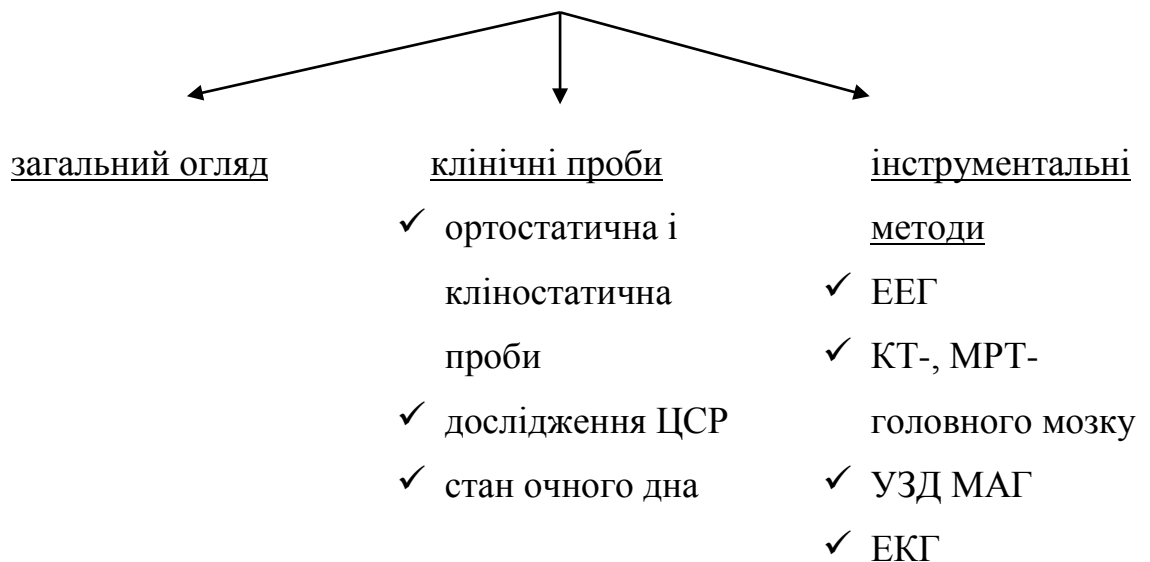 загальний огляд
клінічні проби
✓ ортостатична і
кліностатична
проби
✓ дослідження ЦСР
✓ стан очного дна
інструментальні
методи
✓ ЕЕГ
✓ КТ-, МРТ-
головного мозку
✓ УЗД МАГ
✓ ЕКГ